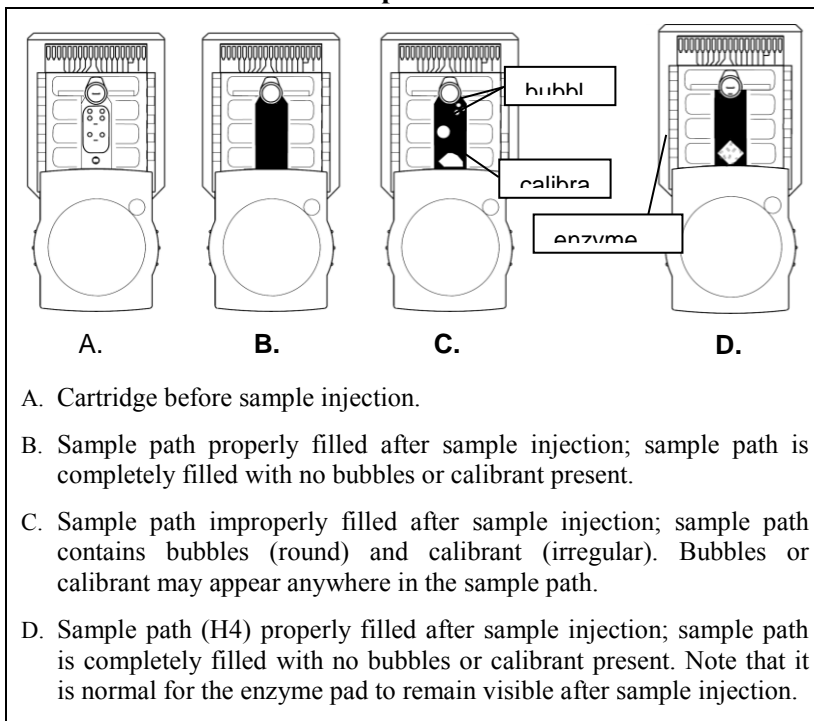 bubbl
calibra
enzyme
A.
B.
C.
D.
A. Cartridge before sample injection.
B. Sample path properly filled after sample injection; sample path is
completely filled with no bubbles or calibrant present.
C. Sample path improperly filled after sample injection; sample path
contains bubbles (round) and calibrant (irregular). Bubbles or
calibrant may appear anywhere in the sample path.
D. Sample path (H4) properly filled after sample injection; sample path
is completely filled with no bubbles or calibrant present. Note that it
is normal for the enzyme pad to remain visible after sample injection.